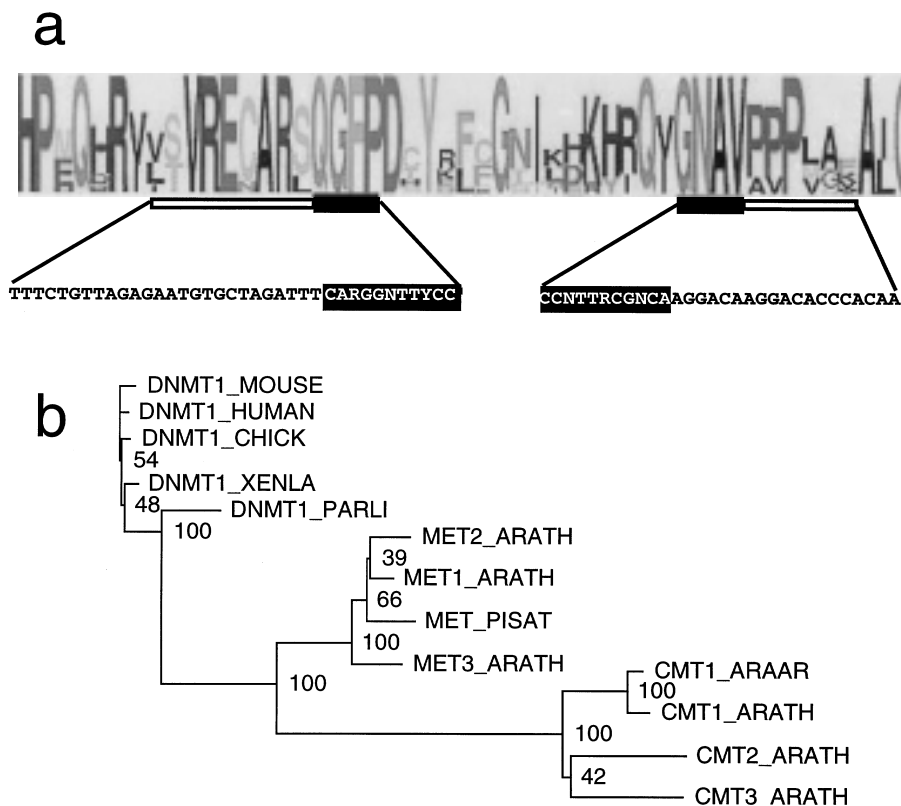 a
TTTCTGTTAGAGAATGTGCTAGATTTCARGGNTTYCC
CCNTTRCGNCAAGGACAAGGACACCCACAA
b
DNMT1_MOUSE
DNMT1_HUMAN
DNMT1_CHICK
54
DNMT1_XENLA
48
DNMT1_PARLI
100
MET2_ARATH
39
MET1_ARATH
66
MET_PISAT
100
MET3_ARATH
100
CMT1_ARAAR
100
CMT1_ARATH
100
CMT2_ARATH
42
CMT3_ARATH